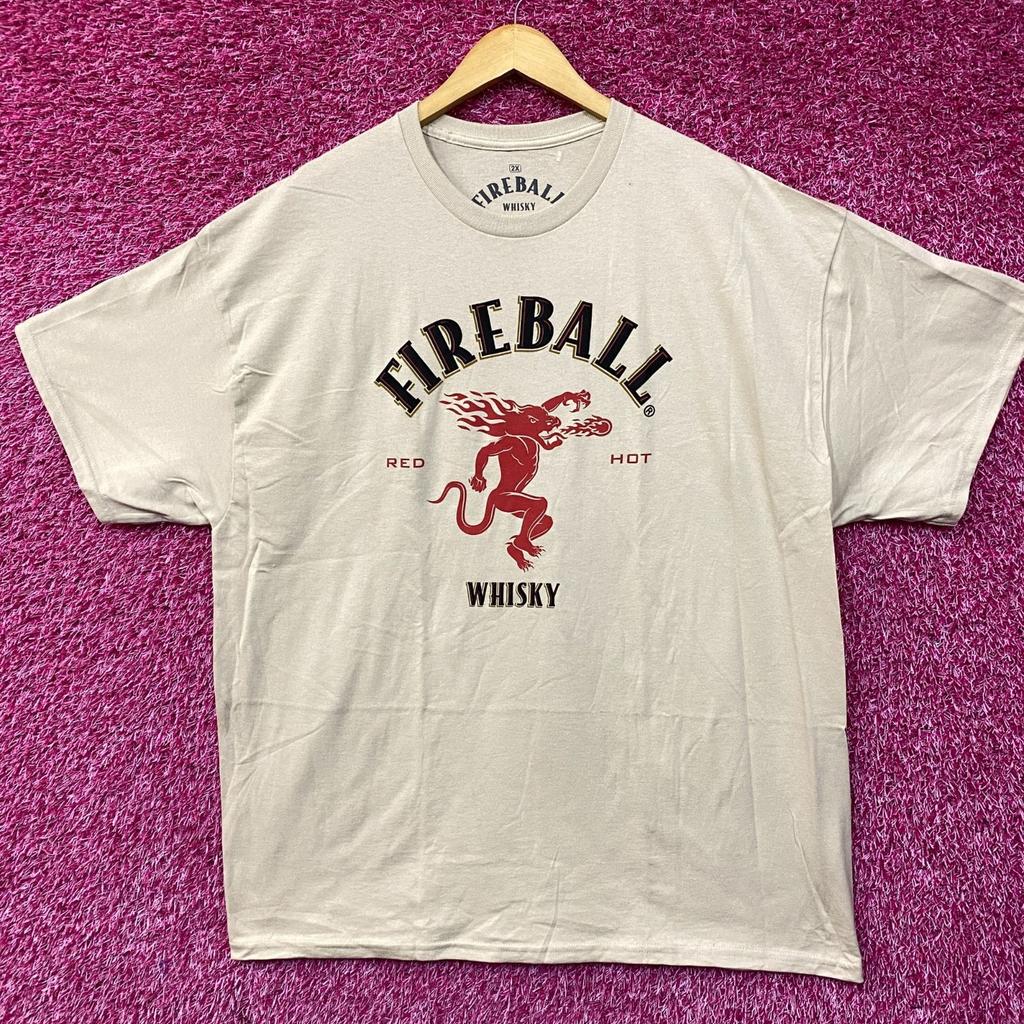 2X
FIREBALL
WHISKY
FIREBALL®
RED HOT
WHISKY